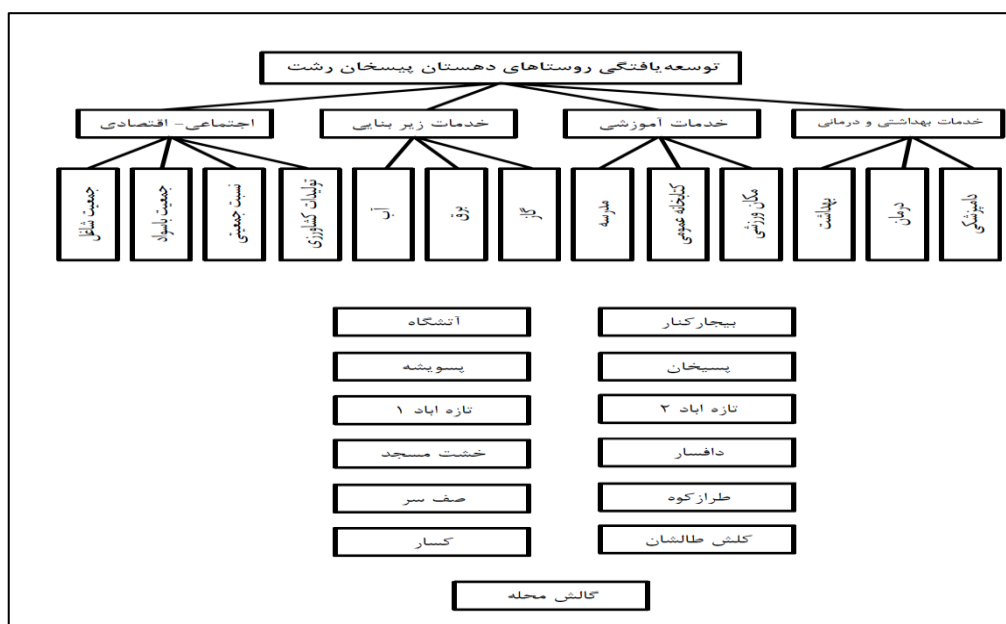 توسعه‌یافتگی روستاهای دهستان پیسخان رشت
خدمات بهداشتی و درمانی
خدمات آموزشی
خدمات زیر بنایی
اجتماعی- اقتصادی
دامپزشکی
درمان
بهداشت
مکان ورزشی
کتابخانه عمومی
مدرسه
گاز
برق
آب
تولیدات کشاورزی
نسبت جمعیتی
جمعیت باسواد
جمعیت شاغل
بیجارکنار
آتشگاه
پسیخان
پسویشه
تازه اباد ۲
تازه اباد ۱
دافسار
خشت مسجد
طرازکوه
صف سر
کلش طالشان
کسار
گالش محله